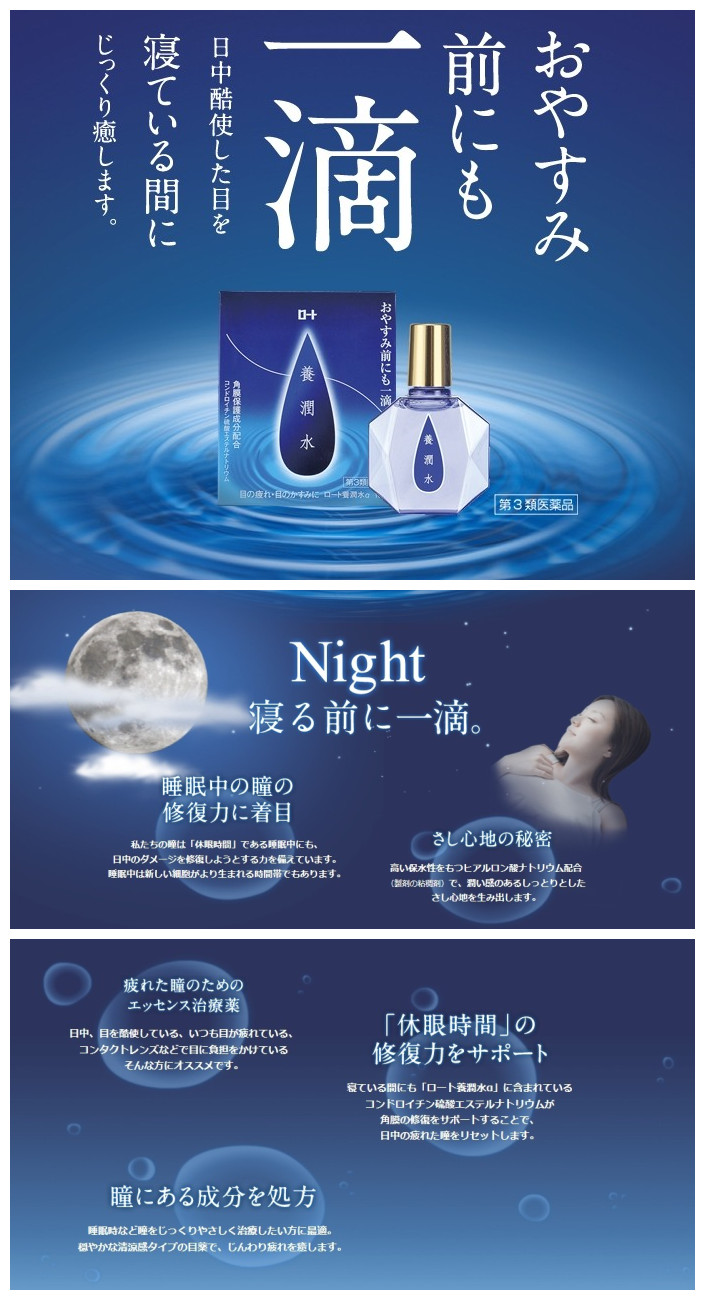 おやすみ
前にも
一滴
日中酷使した目を
寝ている間に
じっくり癒します。
ロート
おやすみ前にも一滴
養潤水
角膜保護成分配合
コンドロイチン硫酸エステルナトリウム
第3類
目の疲れ・目のかすみに ロート養潤水α
養潤水
第3類医薬品
Night
寝る前に一滴。
睡眠中の瞳の
修復力に着目
私たちの瞳は「休眼時間」である睡眠中にも、
日中のダメージを修復しようとする力を備えています。
睡眠中は新しい細胞がより生まれる時間帯でもあります。
さし心地の秘密
高い保水性をもつヒアルロン酸ナトリウム配合
(製剤の粘稠剤)で、潤い感のあるしっとりとした
さし心地を生み出します。
疲れた瞳のための
エッセンス治療薬
日中、目を酷使している、いつも目が疲れている、
コンタクトレンズなどで目に負担をかけている
そんな方にオススメです。
「休眼時間」の
修復力をサポート
寝ている間にも「ロート養潤水α」に含まれている
コンドロイチン硫酸エステルナトリウムが
角膜の修復をサポートすることで、
日中の疲れた瞳をリセットします。
瞳にある成分を処方
睡眠時など瞳をじっくりやさしく治療したい方に最適。
穏やかな清涼感タイプの目薬で、じんわり疲れを癒します。